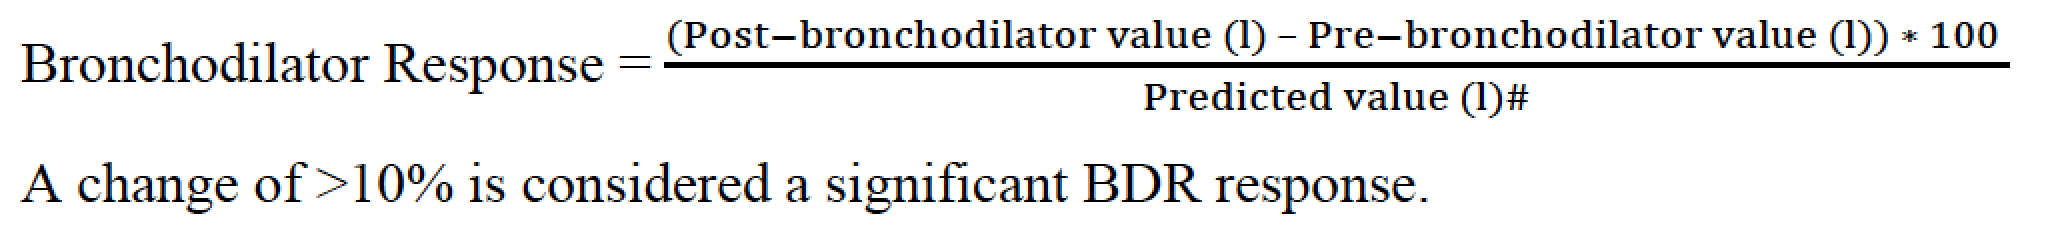 Bronchodilator Response = (Post−bronchodilator value (l) − Pre−bronchodilator value (l)) * 100
Predicted value (l)#
A change of >10% is considered a significant BDR response.